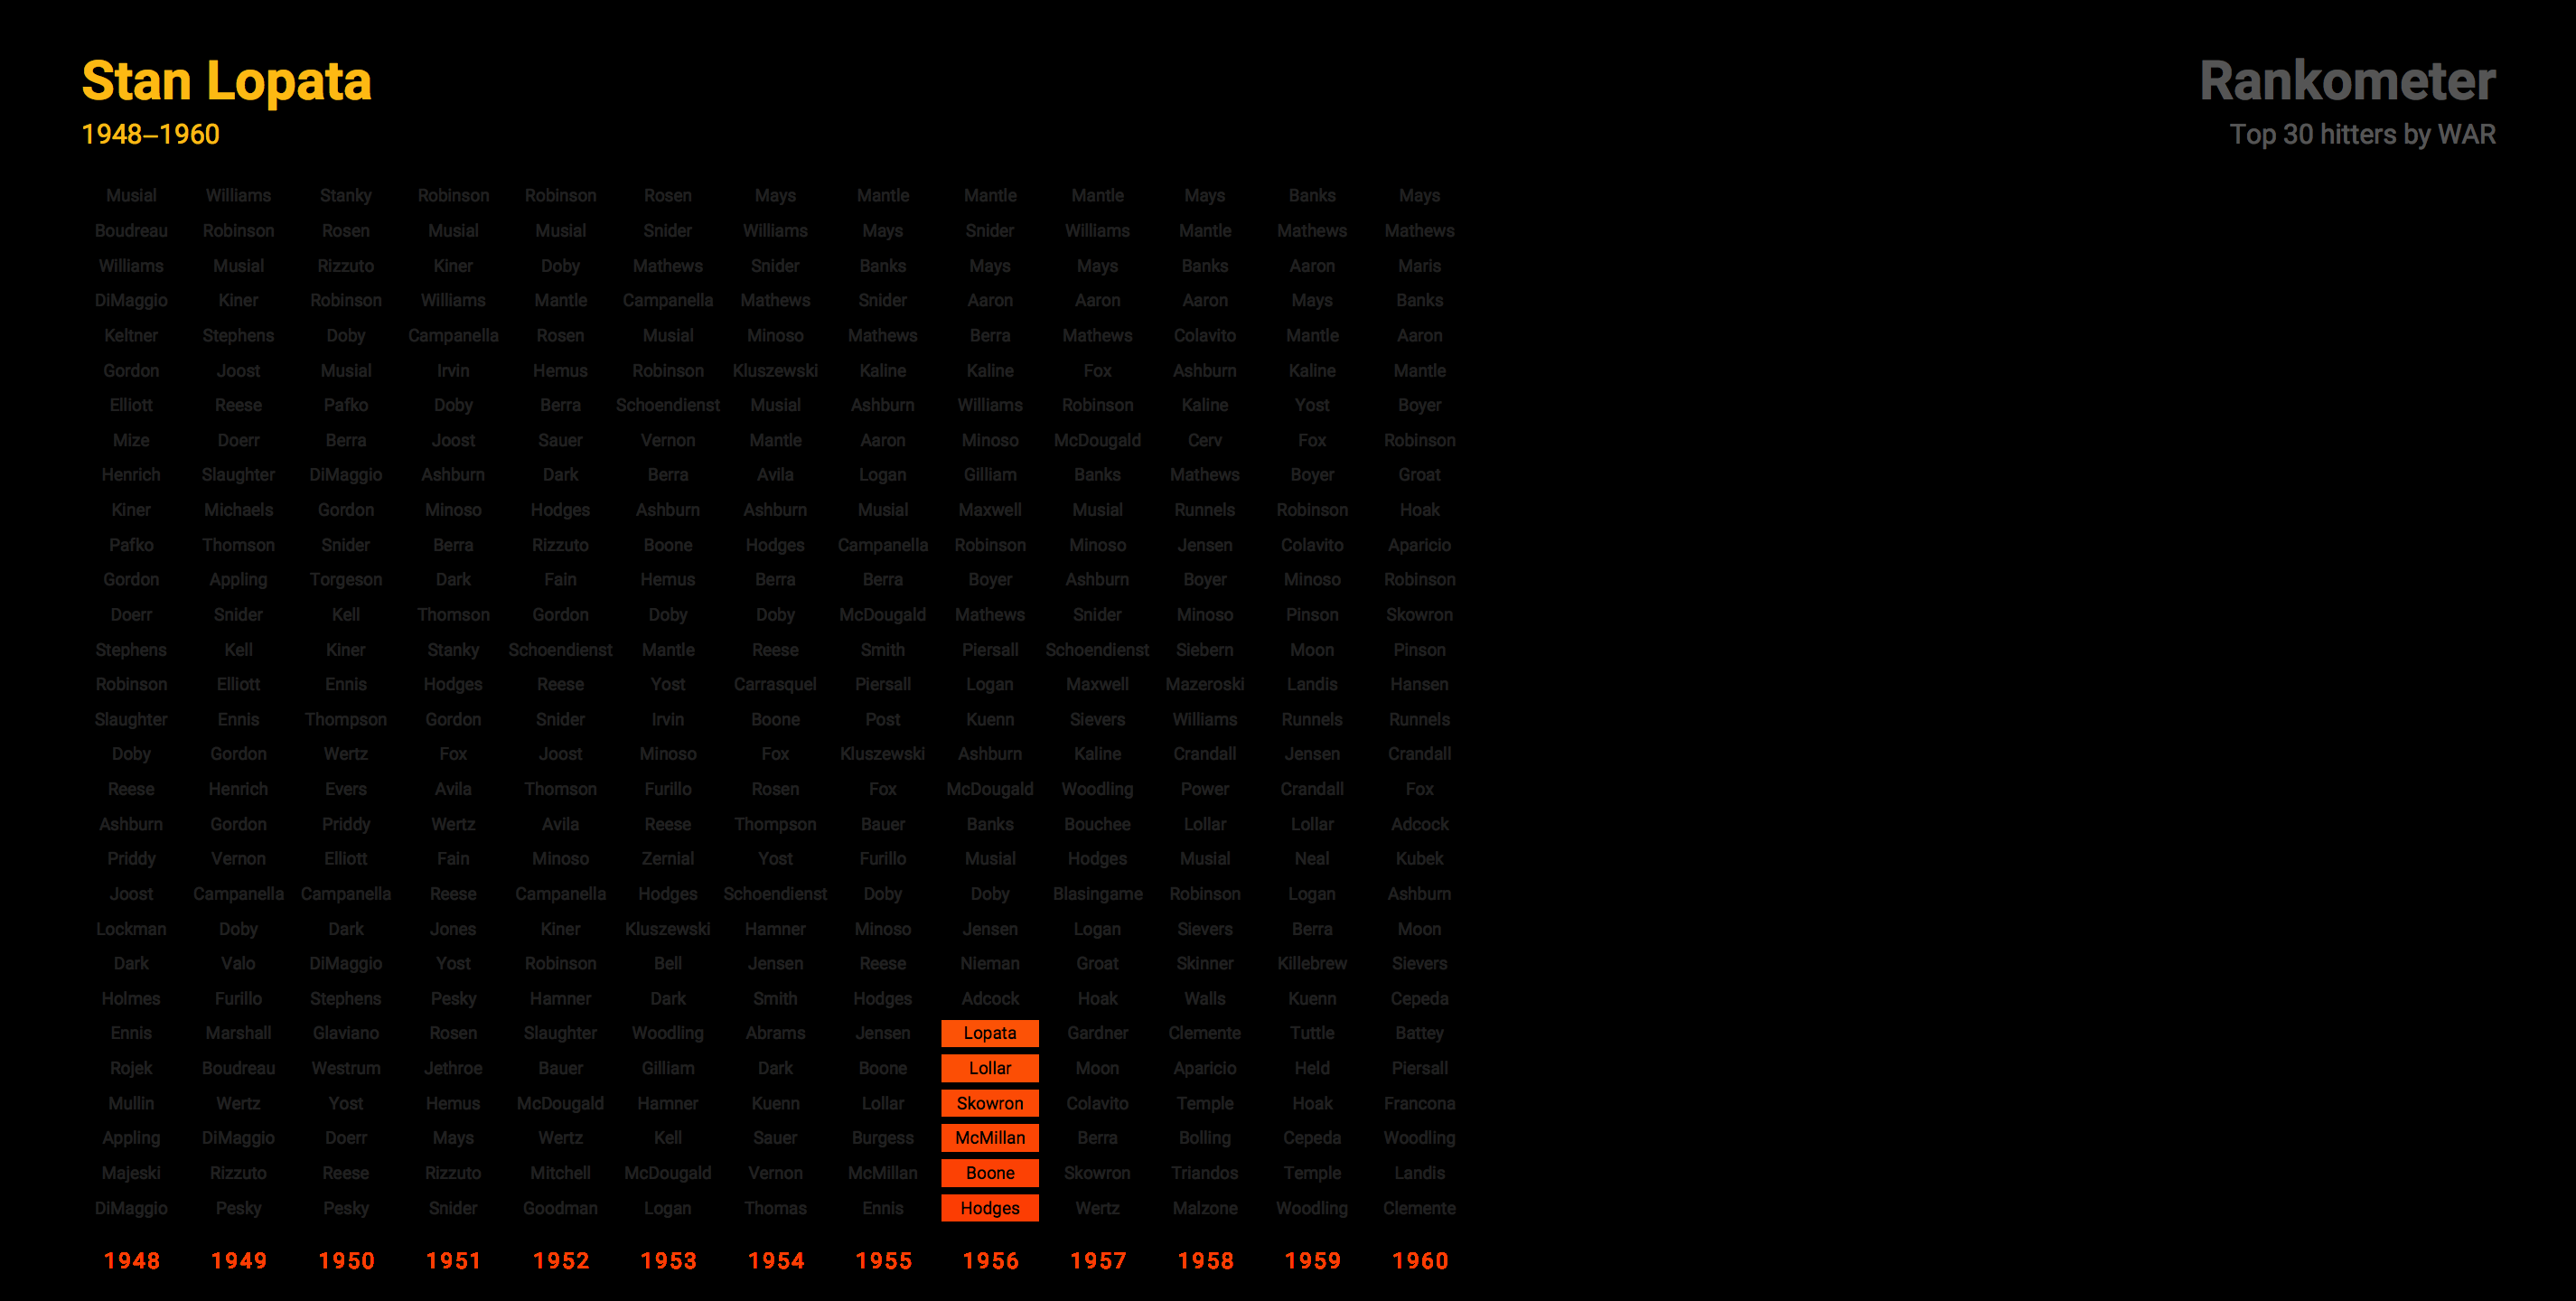 Stan Lopata
1948–1960
Rankometer
Top 30 hitters by WAR
Musial Williams Stanky Robinson Robinson Rosen Mays Mantle Mantle Mantle Mays Banks Mays
Boudreau Robinson Rosen Musial Musial Snider Williams Mays Snider Williams Mantle Mathews Mathews
Williams Musial Rizzuto Kiner Doby Mathews Snider Banks Mays Mays Banks Aaron Maris
DiMaggio Kiner Robinson Williams Mantle Campanella Mathews Snider Aaron Aaron Aaron Mays Banks
Keltner Stephens Doby Campanella Rosen Musial Minoso Mathews Berra Mathews Colavito Mantle Aaron
Gordon Joost Musial Irvin Hemus Robinson Kluszewski Kaline Kaline Fox Ashburn Kaline Mantle
Elliott Reese Pafko Doby Berra Schoendienst Musial Ashburn Williams Robinson Kaline Yost Boyer
Mize Doerr Berra Joost Sauer Vernon Mantle Aaron Minoso McDougald Cerv Fox Robinson
Henrich Slaughter DiMaggio Ashburn Dark Berra Avila Logan Gilliam Banks Mathews Boyer Groat
Kiner Michaels Gordon Minoso Hodges Ashburn Ashburn Musial Maxwell Musial Runnels Robinson Hoak
Pafko Thomson Snider Berra Rizzuto Boone Hodges Campanella Robinson Minoso Jensen Colavito Aparicio
Gordon Appling Torgeson Dark Fain Hemus Berra Berra Boyer Ashburn Boyer Minoso Robinson
Doerr Snider Kell Thomson Gordon Doby Doby McDougald Mathews Snider Minoso Pinson Skowron
Stephens Kell Kiner Stanky Schoendienst Mantle Reese Smith Piersall Schoendienst Siebern Moon Pinson
Robinson Elliott Ennis Hodges Reese Yost Carrasquel Piersall Logan Maxwell Mazeroski Landis Hansen
Slaughter Ennis Thompson Gordon Snider Irvin Boone Post Kuenn Sievers Williams Runnels Runnels
Doby Gordon Wertz Fox Joost Minoso Fox Kluszewski Ashburn Kaline Crandall Jensen Crandall
Reese Henrich Evers Avila Thomson Furillo Rosen Fox McDougald Woodling Power Crandall Fox
Ashburn Gordon Priddy Wertz Avila Reese Thompson Bauer Banks Bouchee Lollar Lollar Adcock
Priddy Vernon Elliott Fain Minoso Zernial Yost Furillo Musial Hodges Musial Neal Kubek
Joost Campanella Campanella Reese Campanella Hodges Schoendienst Doby Doby Blasingame Robinson Logan Ashburn
Lockman Doby Dark Jones Kiner Kluszewski Hamner Minoso Jensen Logan Sievers Berra Moon
Dark Valo DiMaggio Yost Robinson Bell Jensen Reese Nieman Groat Skinner Killebrew Sievers
Holmes Furillo Stephens Pesky Hamner Dark Smith Hodges Adcock Hoak Walls Kuenn Cepeda
Ennis Marshall Glaviano Rosen Slaughter Woodling Abrams Jensen Lopata Gardner Clemente Tuttle Battey
Rojek Boudreau Westrum Jethroe Bauer Gilliam Dark Boone Lollar Moon Aparicio Held Piersall
Mullin Wertz Yost Hemus McDougald Hamner Kuenn Lollar Skowron Colavito Temple Hoak Francona
Appling DiMaggio Doerr Mays Wertz Kell Sauer Burgess McMillan Berra Bolling Cepeda Woodling
Majeski Rizzuto Reese Rizzuto Mitchell McDougald Vernon McMillan Boone Skowron Triandos Temple Landis
DiMaggio Pesky Pesky Snider Goodman Logan Thomas Ennis Hodges Wertz Malzone Woodling Clemente
1948 1949 1950 1951 1952 1953 1954 1955 1956 1957 1958 1959 1960